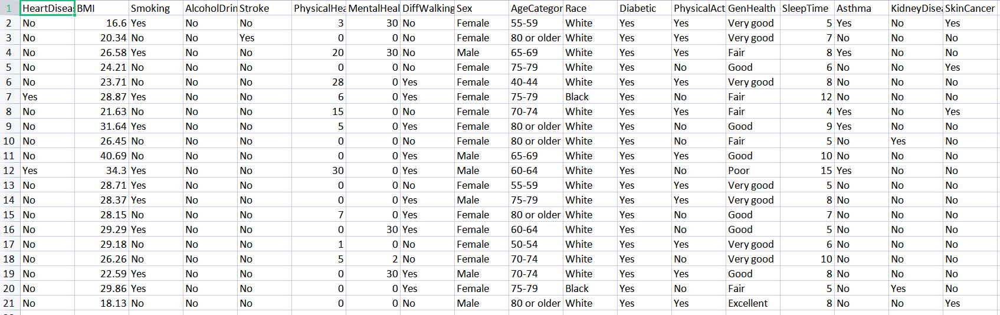 1 HeartDiseas BMI Smoking AlcoholDrin Stroke PhysicalHea MentalHeal DiffWalking Sex AgeCategor Race Diabetic PhysicalAct GenHealth SleepTime Asthma KidneyDisea SkinCancer
2 No 16.6 Yes No No 3 30 No Female 55-59 White Yes Yes Very good 5 Yes No Yes
3 No 20.34 No No Yes 0 0 No Female 80 or older White Yes Yes Very good 7 No No No
4 No 26.58 Yes No No 20 30 No Male 65-69 White Yes Yes Fair 8 Yes No No
5 No 24.21 No No No 0 0 No Female 75-79 White Yes No Good 6 No No Yes
6 No 23.71 No No No 28 0 Yes Female 40-44 White Yes Yes Very good 8 No No No
7 Yes 28.87 Yes No No 6 0 Yes Female 75-79 Black Yes No Fair 12 No No No
8 No 21.63 No No No 15 0 No Female 70-74 White Yes Yes Fair 4 Yes No Yes
9 No 31.64 Yes No No 5 0 Yes Female 80 or older White Yes No Good 9 Yes No No
10 No 26.45 No No No 0 0 No Female 80 or older White Yes No Fair 5 No Yes No
11 No 40.69 No No No 0 0 Yes Male 65-69 White Yes Yes Good 10 No No No
12 Yes 34.3 Yes No No 30 0 Yes Male 60-64 White Yes No Poor 15 Yes No No
13 No 28.71 Yes No No 0 0 No Female 55-59 White Yes Yes Very good 5 No No No
14 No 28.37 Yes No No 0 0 Yes Male 75-79 White Yes Yes Very good 8 No No No
15 No 28.15 No No No 7 0 Yes Female 80 or older White Yes No Good 7 No No No
16 No 29.29 Yes No No 0 30 Yes Female 60-64 White Yes No Good 5 No No No
17 No 29.18 No No No 1 0 No Female 50-54 White Yes Yes Very good 6 No No No
18 No 26.26 No No No 5 2 No Female 70-74 White Yes No Very good 10 No No No
19 No 22.59 Yes No No 0 30 Yes Male 70-74 White Yes Yes Good 8 No No No
20 No 29.86 Yes No No 0 0 Yes Female 75-79 Black Yes No Fair 5 No Yes No
21 No 18.13 No No No 0 0 No Male 80 or older White Yes Yes Excellent 8 No No Yes